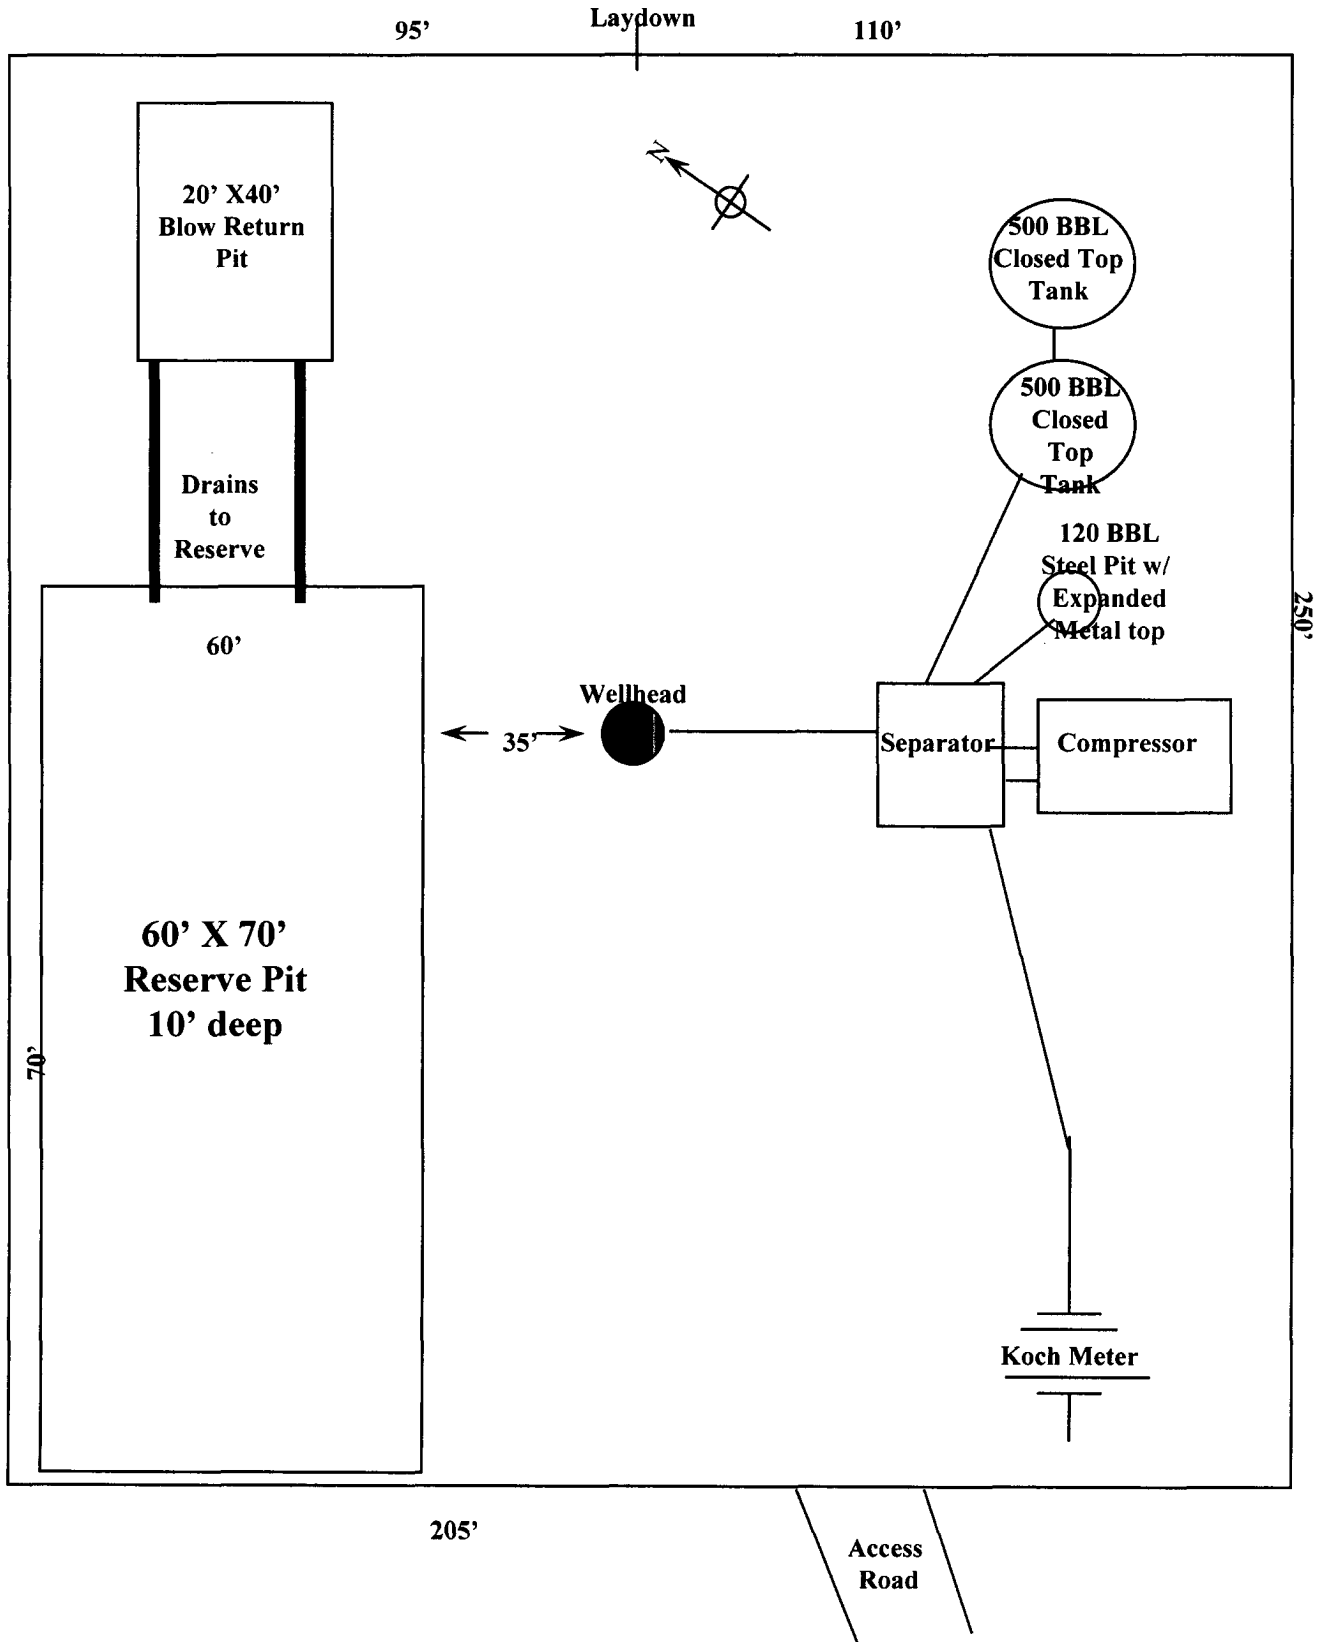 Laydown
95’
110’
N
20’ X40’
Blow Return
Pit
500 BBL
Closed Top
Tank
500 BBL
Closed
Top
Tank
Drains
to
Reserve
120 BBL
Steel Pit w/
Expanded
Metal top
250’
60’
Wellhead
35’
Separator
Compressor
60’ X 70’
Reserve Pit
10’ deep
70’
Koch Meter
205’
Access
Road